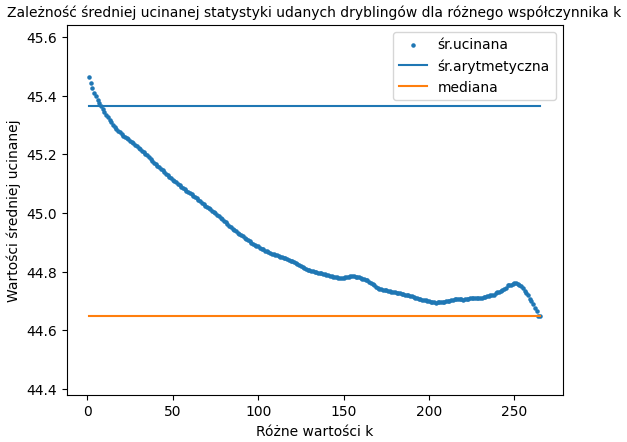 Zależność średniej ucinanej statystyki udanych dryblingów dla różnego współczynnika k
śr.ucinana
śr.arytmetyczna
mediana
Wartości średniej ucinanej
45.6
45.4
45.2
45.0
44.8
44.6
44.4
0
50
100
150
200
250
Różne wartości k